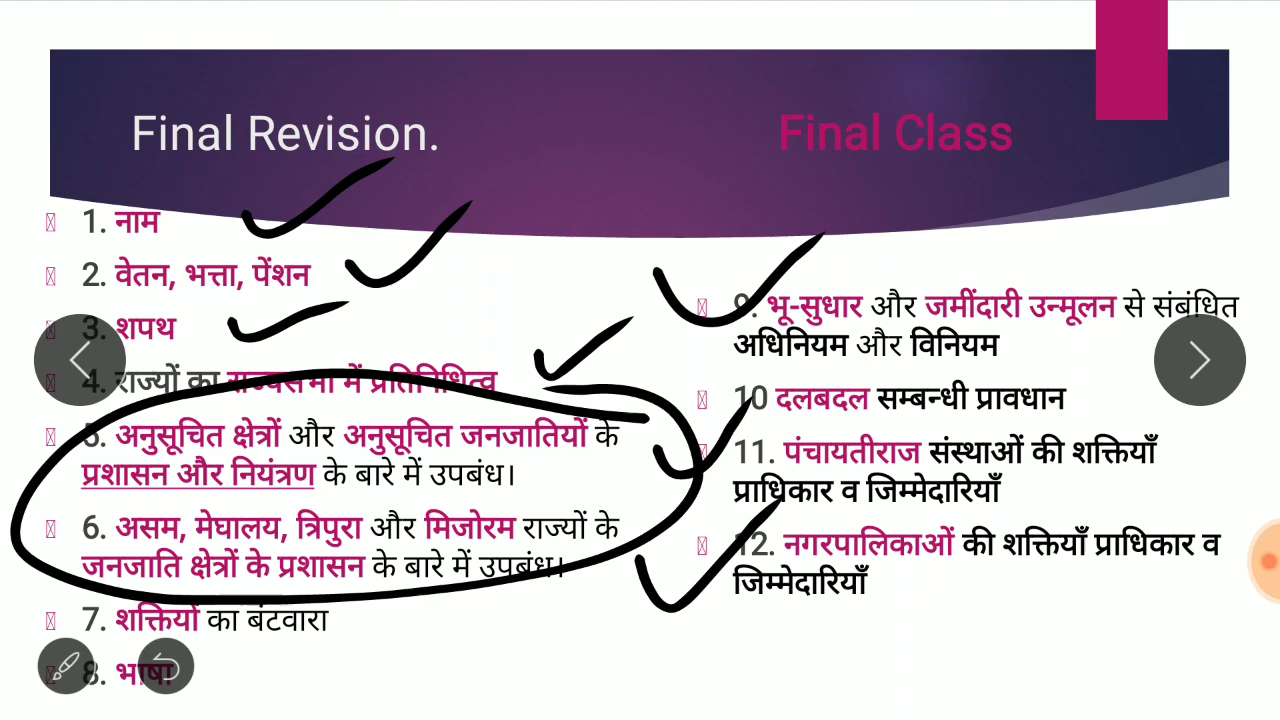 Final Revision.
Final Class
1. नाम
2. वेतन, भत्ता, पेंशन
3. शपथ
4. राज्यों का राज्यसभा में प्रतिनिधित्व
5. अनुसूचित क्षेत्रों और अनुसूचित जनजातियों के
प्रशासन और नियंत्रण के बारे में उपबंध।
6. असम, मेघालय, त्रिपुरा और मिजोरम राज्यों के
जनजाति क्षेत्रों के प्रशासन के बारे में उपबंध।
7. शक्तियों का बंटवारा
8. भाषा
9. भू-सुधार और जमींदारी उन्मूलन से संबंधित
अधिनियम और विनियम
10 दलबदल सम्बन्धी प्रावधान
11. पंचायतीराज संस्थाओं की शक्तियाँ
प्राधिकार व जिम्मेदारियाँ
12. नगरपालिकाओं की शक्तियाँ प्राधिकार व
जिम्मेदारियाँ